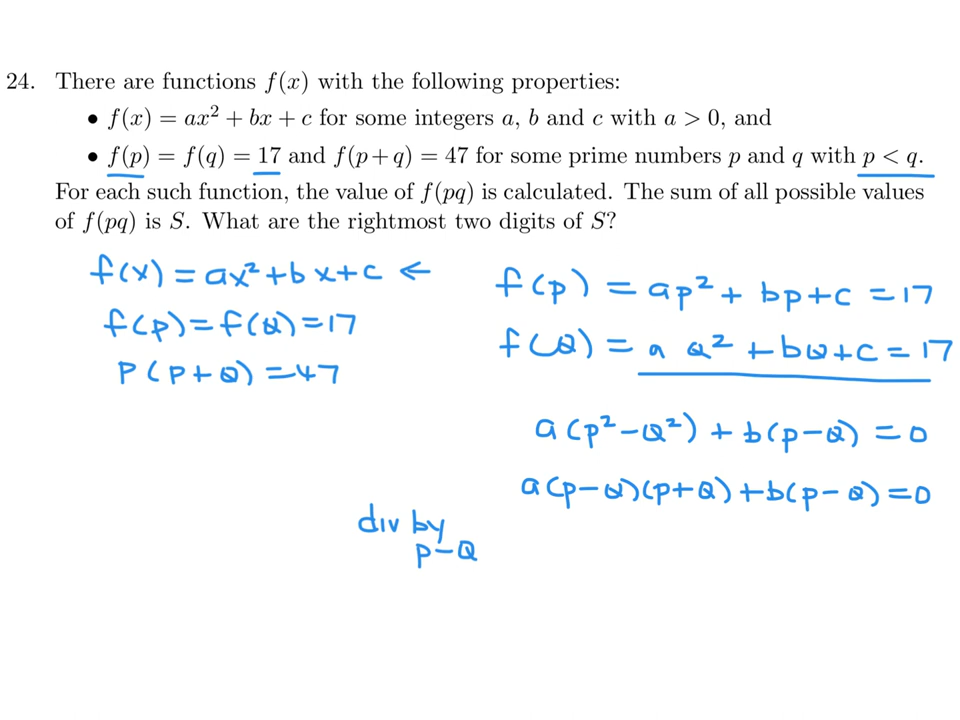 24. There are functions f(x) with the following properties:
• f(x) = ax² + bx + c for some integers a, b and c with a > 0, and
• f(p) = f(q) = 17 and f(p+q) = 47 for some prime numbers p and q with p < q.
For each such function, the value of f(pq) is calculated. The sum of all possible values
of f(pq) is S. What are the rightmost two digits of S?
f(x) = ax²+bx+c ←
f(p)=f(Q)=17
P(P+Q)=47
f(p) = ap²+ bp+c =17
f(Q) = a Q² +bQ+c=17
a(p²-Q²) + b(p-Q) =0
a(p-Q)(p+Q)+b(p-Q)=0
div by
p-Q